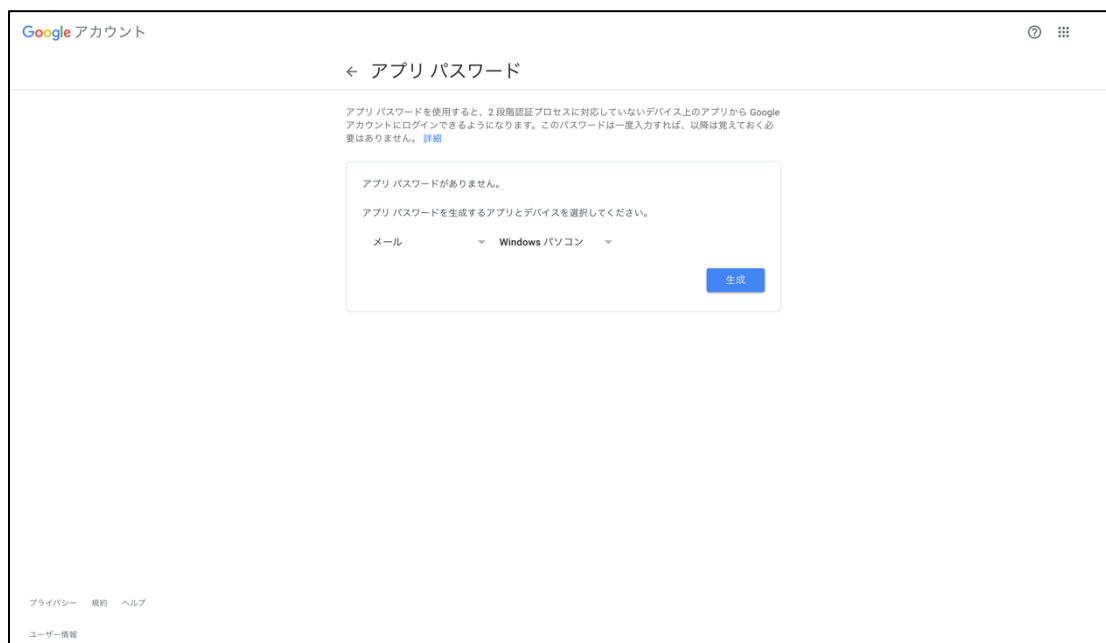 Google アカウント
← アプリ パスワード
アプリ パスワードを使用すると、2 段階認証プロセスに対応していないデバイス上のアプリから Google
アカウントにログインできるようになります。このパスワードは一度入力すれば、以降は覚えておく必
要はありません。 詳細
アプリ パスワードがありません。
アプリ パスワードを生成するアプリとデバイスを選択してください。
メール Windows パソコン
生成
プライバシー 規約 ヘルプ
ユーザー情報